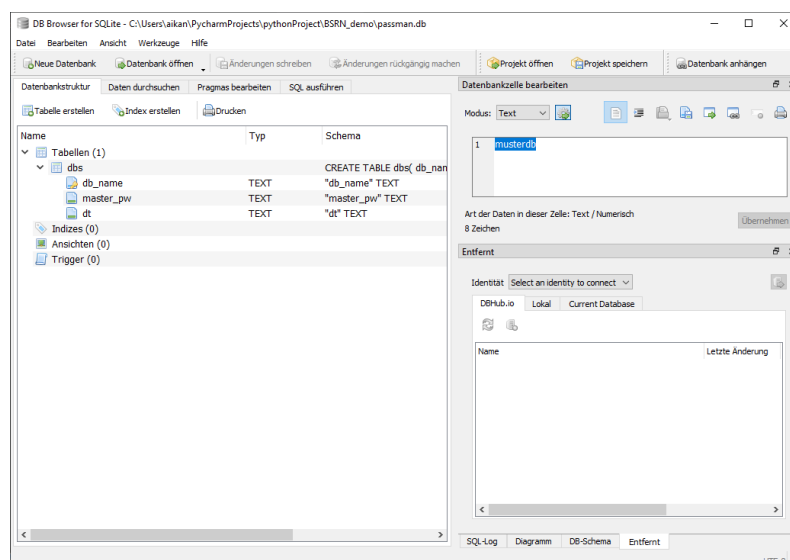 DB Browser for SQLite - C:\Users\aikan\PycharmProjects\pythonProject\BSRN_demo\passman.db
Datei Bearbeiten Ansicht Werkzeuge Hilfe
Neue Datenbank Datenbank öffnen Änderungen schreiben Änderungen rückgängig machen Projekt öffnen Projekt speichern Datenbank anhängen
Datenbankstruktur Daten durchsuchen Pragmas bearbeiten SQL ausführen
Tabelle erstellen Index erstellen Drucken
Name Typ Schema
Tabellen (1)
dbs CREATE TABLE dbs( db_nan
db_name TEXT "db_name" TEXT
master_pw TEXT "master_pw" TEXT
dt TEXT "dt" TEXT
Indizes (0)
Ansichten (0)
Trigger (0)
Datenbankzelle bearbeiten
Modus: Text
1 musterdb
Art der Daten in dieser Zelle: Text / Numerisch
8 Zeichen
Übernehmen
Entfernt
Identität Select an identity to connect
DBHub.io Lokal Current Database
Name Letzte Änderung
SQL-Log Diagramm DB-Schema Entfernt